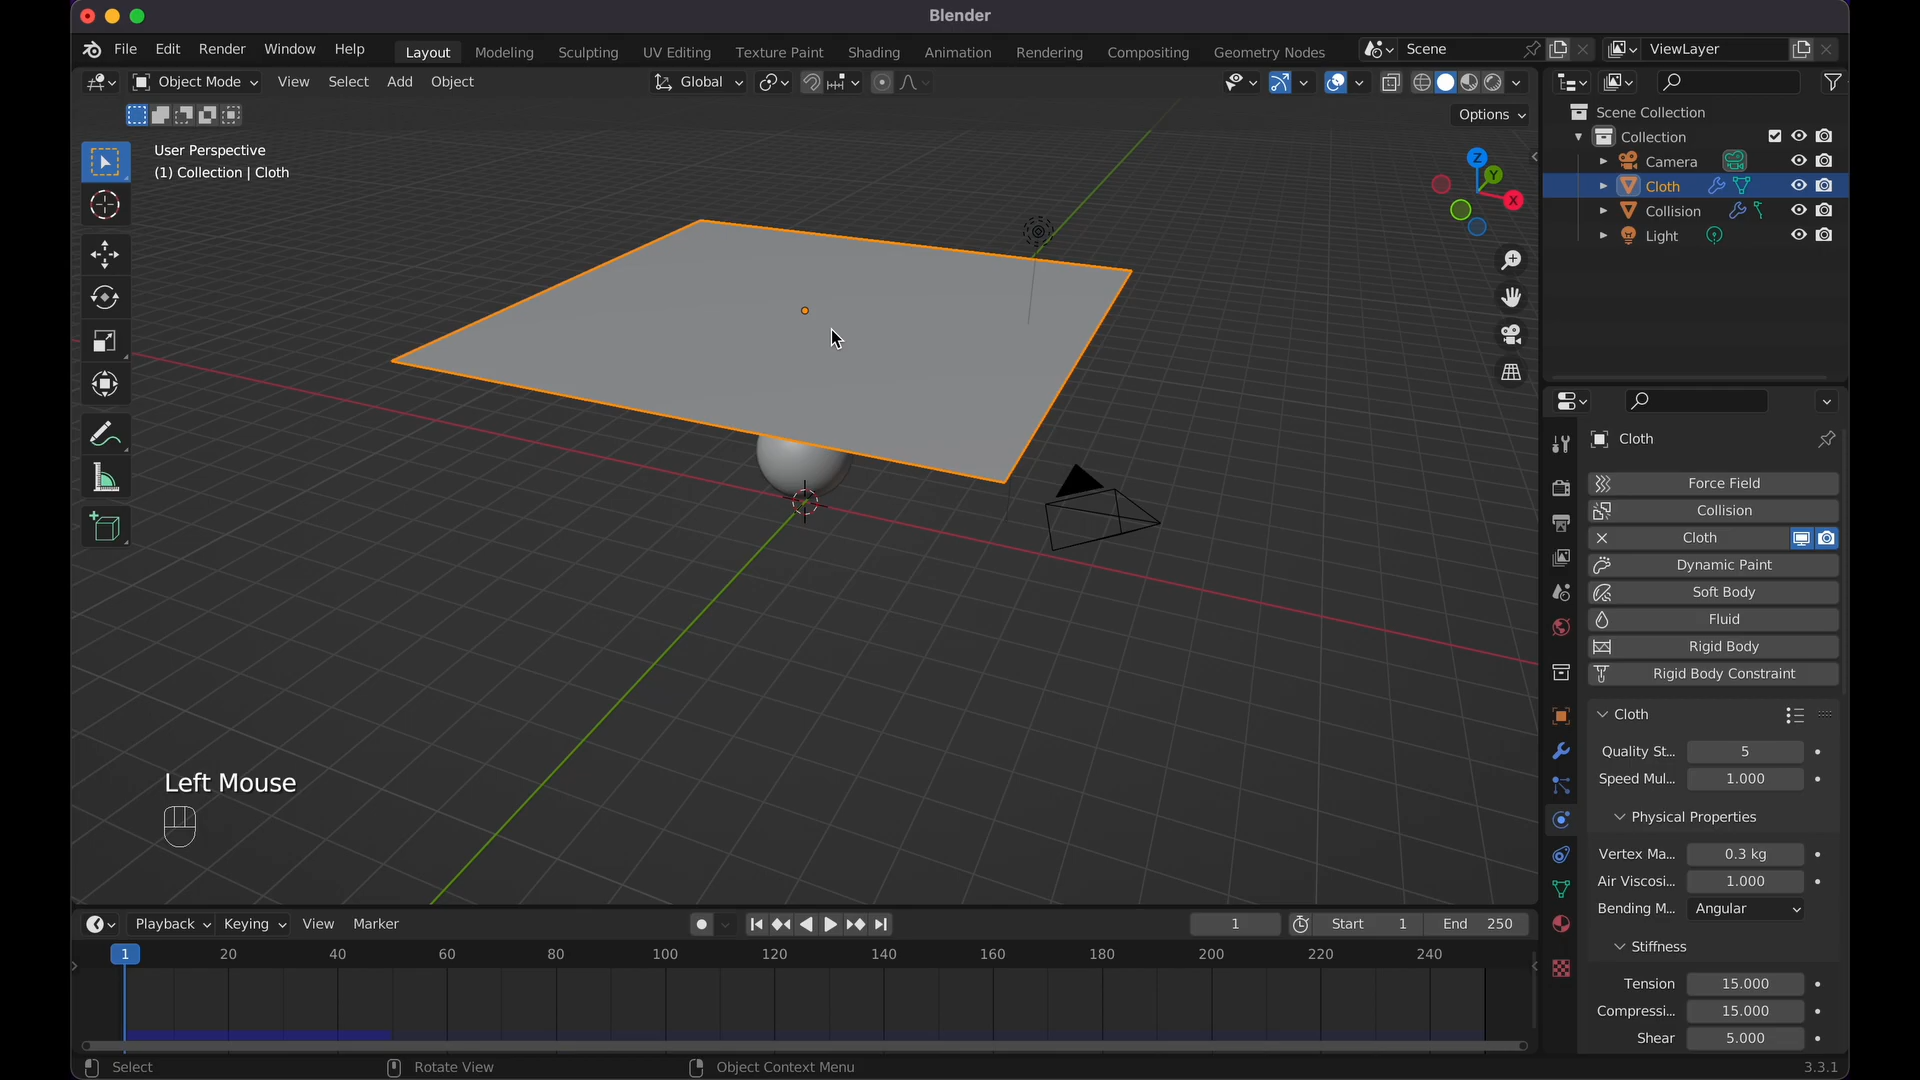 Blender
File Edit Render Window Help Layout Modeling Sculpting UV Editing Texture Paint Shading Animation Rendering Compositing Geometry Nodes Scene ViewLayer
Object Mode View Select Add Object Global
Options
User Perspective
(1) Collection | Cloth
Z
Y
X
Scene Collection
Collection
Camera
Cloth
Collision
Light
Cloth
Force Field
Collision
Cloth
Dynamic Paint
Soft Body
Fluid
Rigid Body
Rigid Body Constraint
Cloth
Quality St... 5
Speed Mul... 1.000
Physical Properties
Vertex Ma... 0.3 kg
Air Viscosi... 1.000
Bending M... Angular
Stiffness
Tension 15.000
Compressi... 15.000
Shear 5.000
Left Mouse
Playback Keying View Marker 1 Start 1 End 250
1 20 40 60 80 100 120 140 160 180 200 220 240
Select Rotate View Object Context Menu 3.3.1